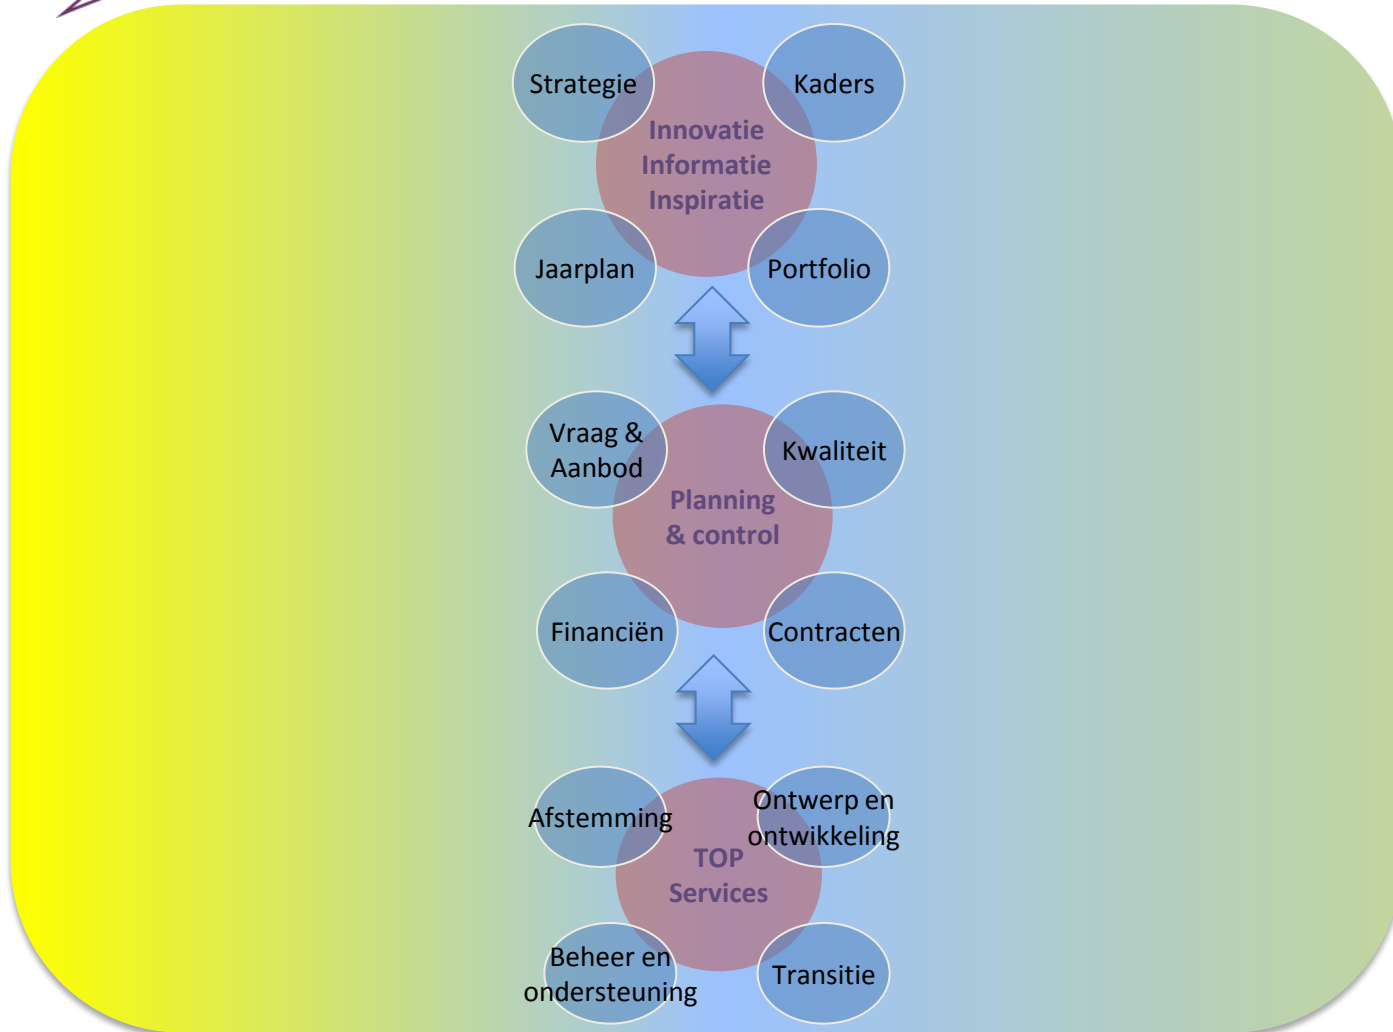 Strategie
Kaders
Innovatie
Informatie
Inspiratie
Jaarplan
Portfolio
Vraag &
Aanbod
Kwaliteit
Planning
& control
Financiën
Contracten
Afstemming
Ontwerp en
ontwikkeling
TOP
Services
Beheer en
ondersteuning
Transitie